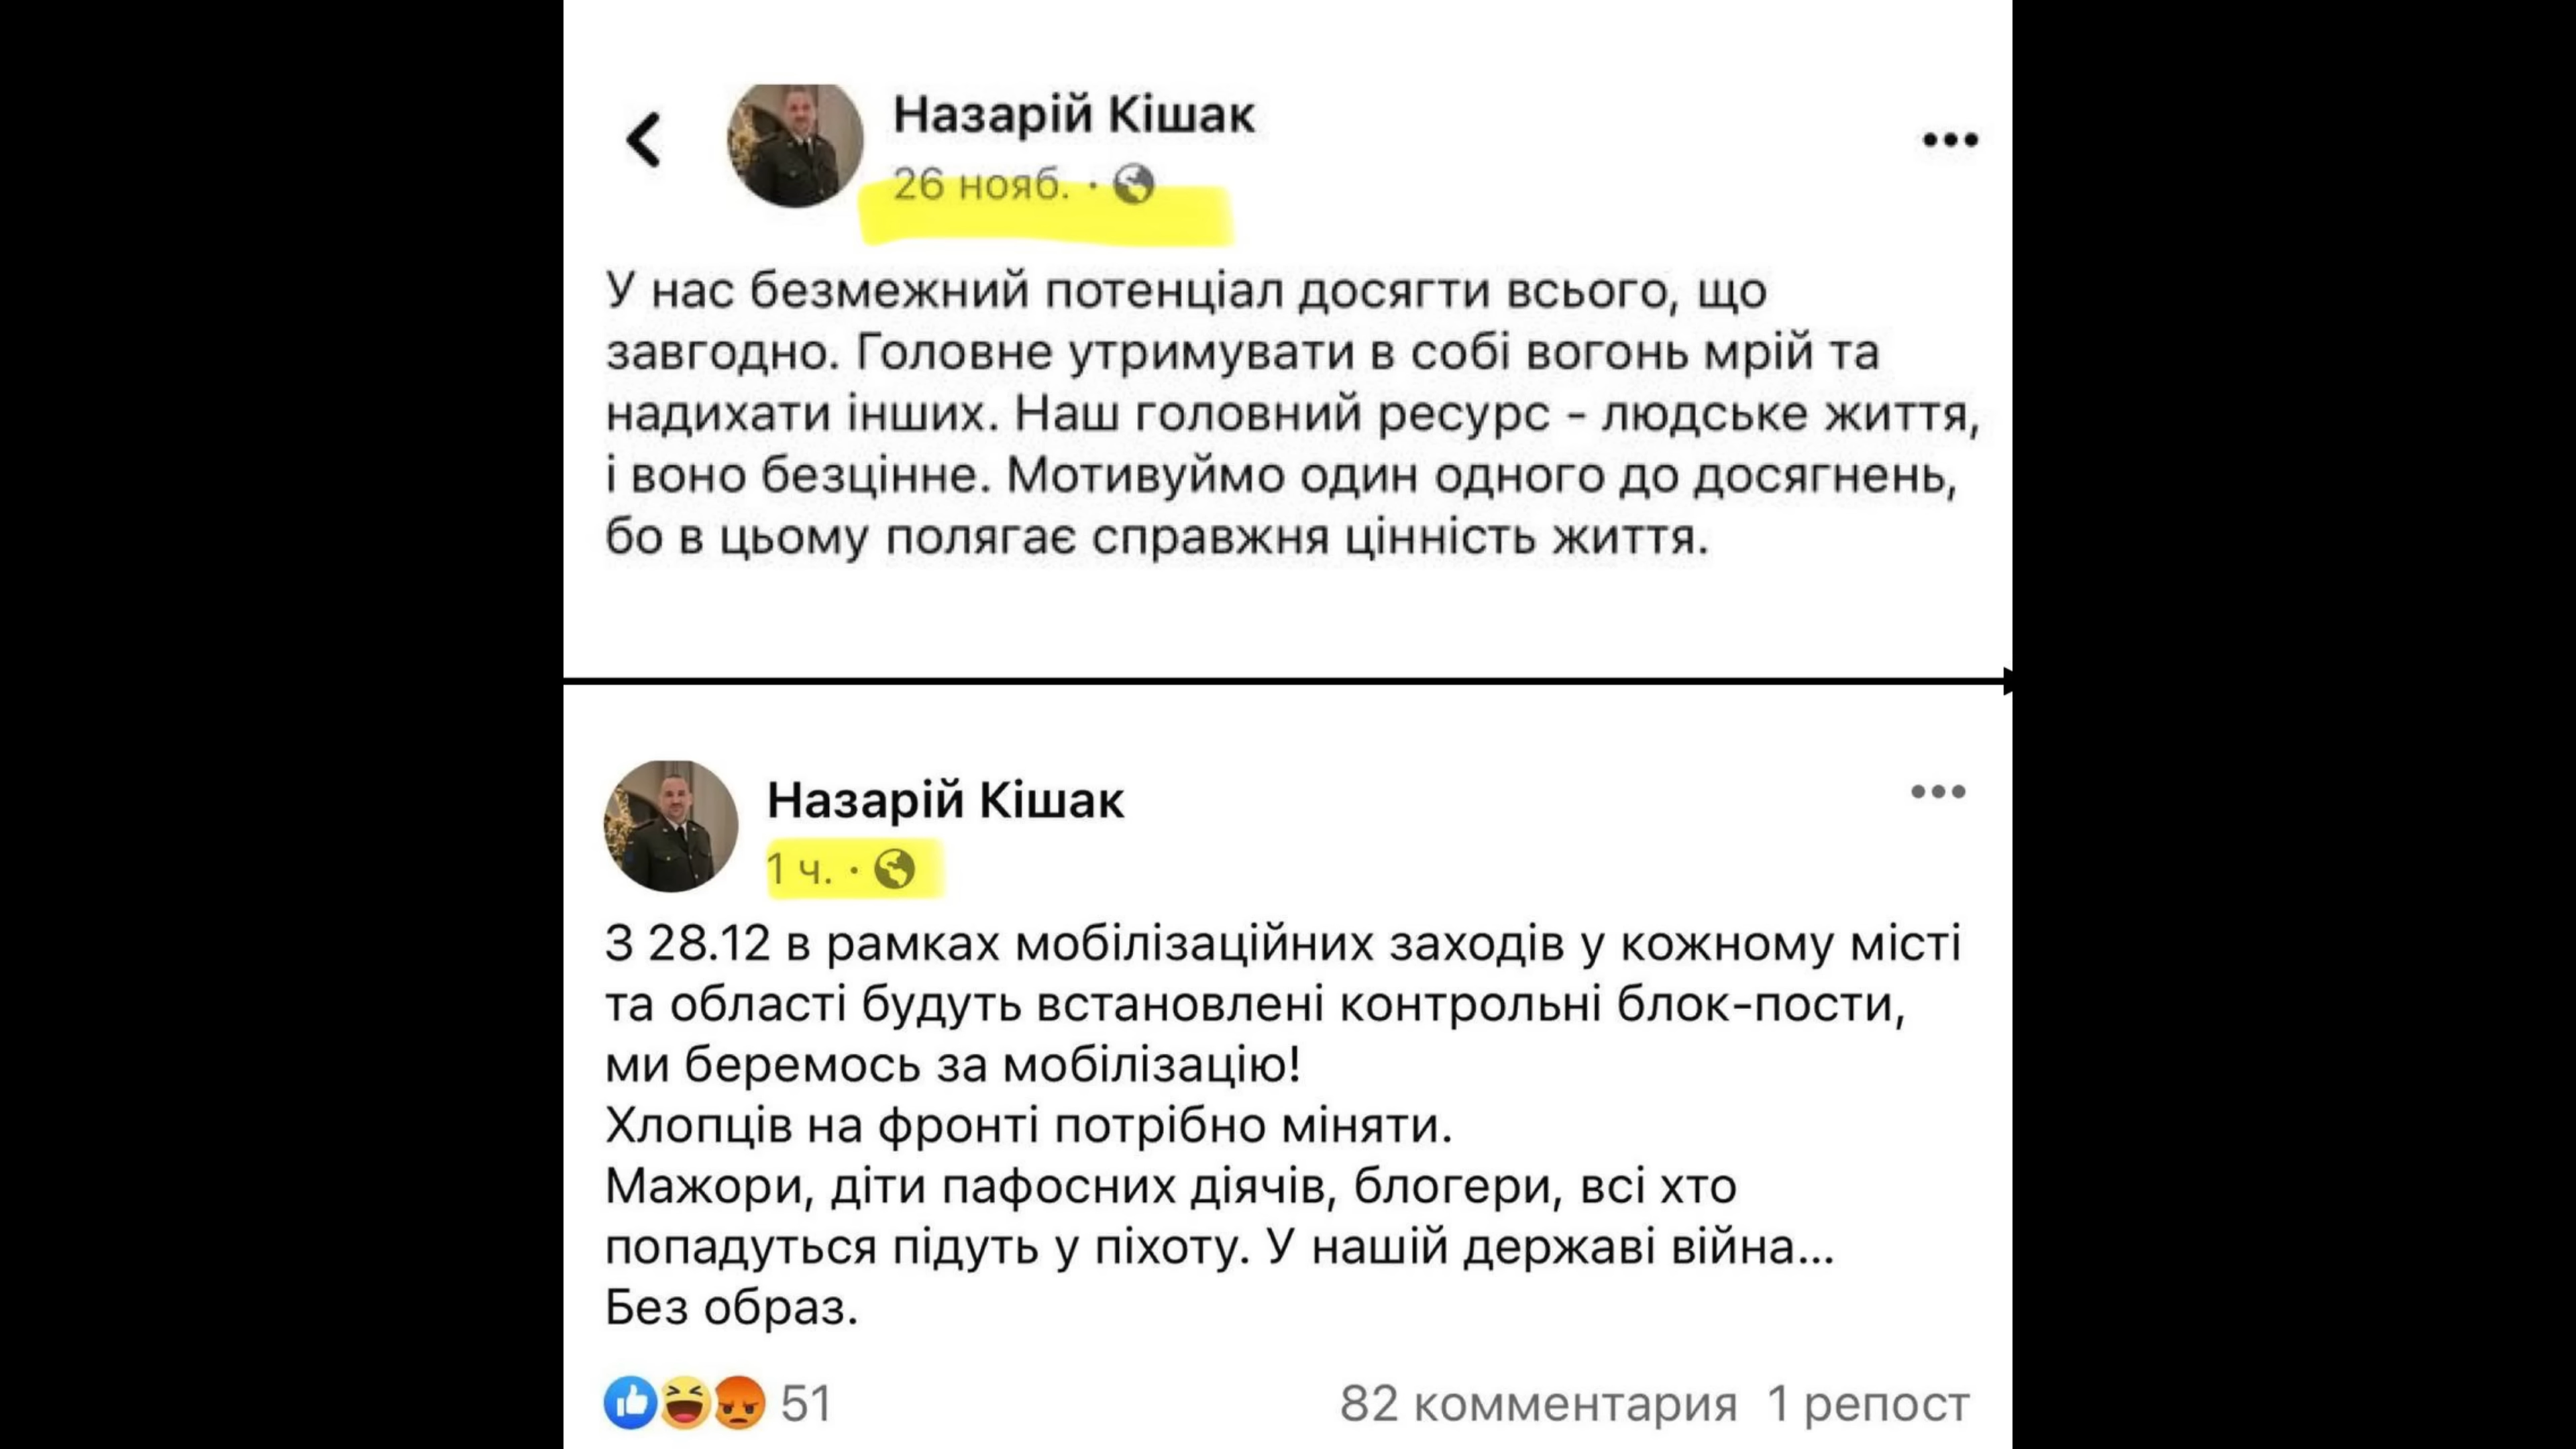 Назарій Кішак
26 нояб. ·
У нас безмежний потенціал досягти всього, що
завгодно. Головне утримувати в собі вогонь мрій та
надихати інших. Наш головний ресурс - людське життя,
і воно безцінне. Мотивуймо один одного до досягнень,
бо в цьому полягає справжня цінність життя.
Назарій Кішак
1 ч. ·
З 28.12 в рамках мобілізаційних заходів у кожному місті
та області будуть встановлені контрольні блок-пости,
ми беремось за мобілізацію!
Хлопців на фронті потрібно міняти.
Мажори, діти пафосних діячів, блогери, всі хто
попадуться підуть у піхоту. У нашій державі війна...
Без образ.
51 82 комментария 1 репост